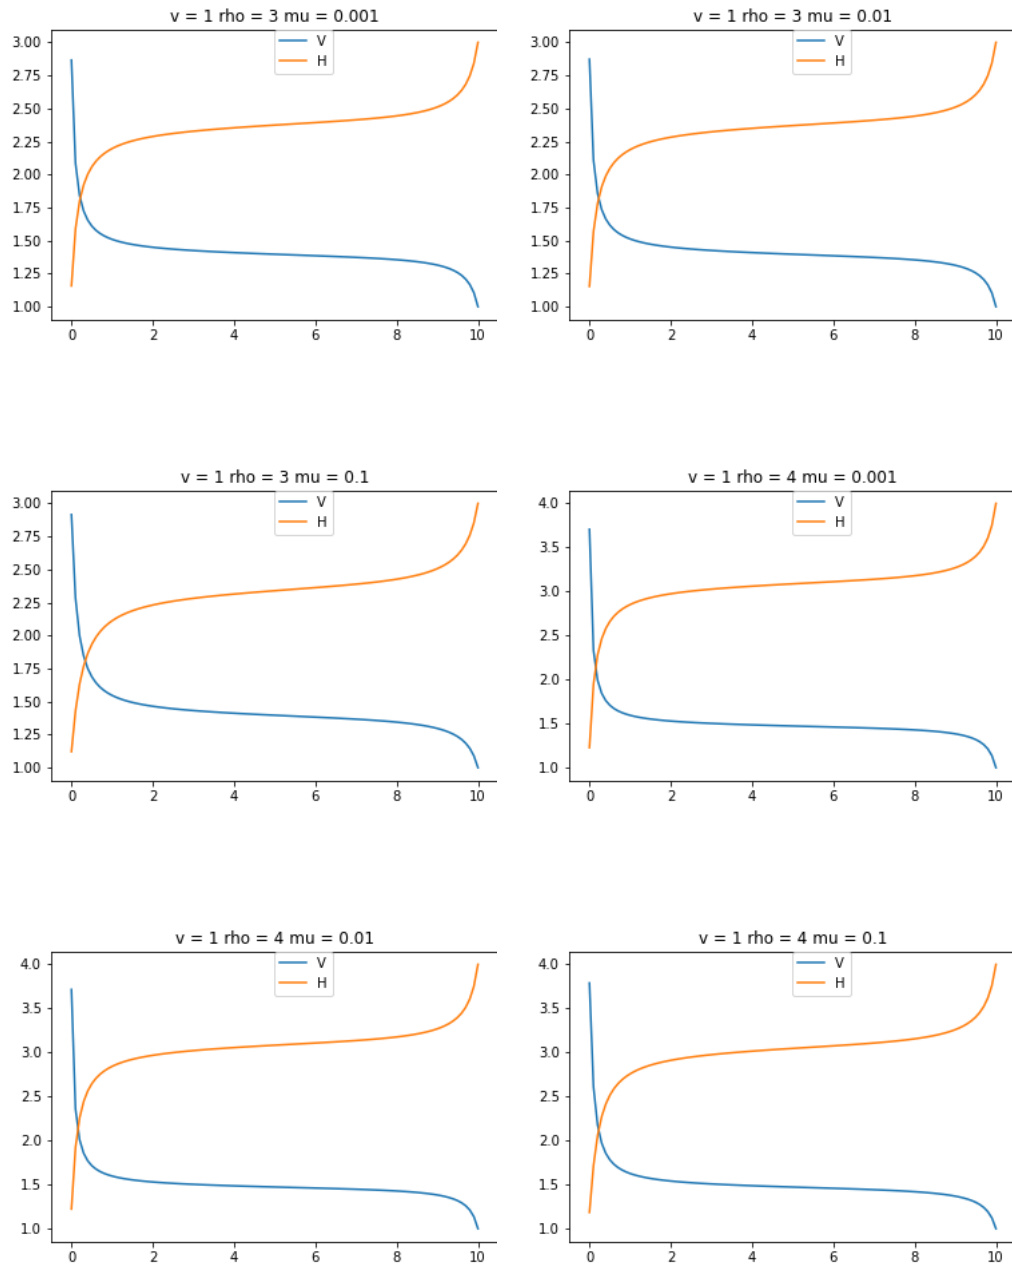 v = 1 rho = 3 mu = 0.001
V
H
3.00
2.75
2.50
2.25
2.00
1.75
1.50
1.25
1.00
0 2 4 6 8 10
v = 1 rho = 3 mu = 0.01
V
H
3.00
2.75
2.50
2.25
2.00
1.75
1.50
1.25
1.00
0 2 4 6 8 10
v = 1 rho = 3 mu = 0.1
V
H
3.00
2.75
2.50
2.25
2.00
1.75
1.50
1.25
1.00
0 2 4 6 8 10
v = 1 rho = 4 mu = 0.001
V
H
4.0
3.5
3.0
2.5
2.0
1.5
1.0
0 2 4 6 8 10
v = 1 rho = 4 mu = 0.01
V
H
4.0
3.5
3.0
2.5
2.0
1.5
1.0
0 2 4 6 8 10
v = 1 rho = 4 mu = 0.1
V
H
4.0
3.5
3.0
2.5
2.0
1.5
1.0
0 2 4 6 8 10